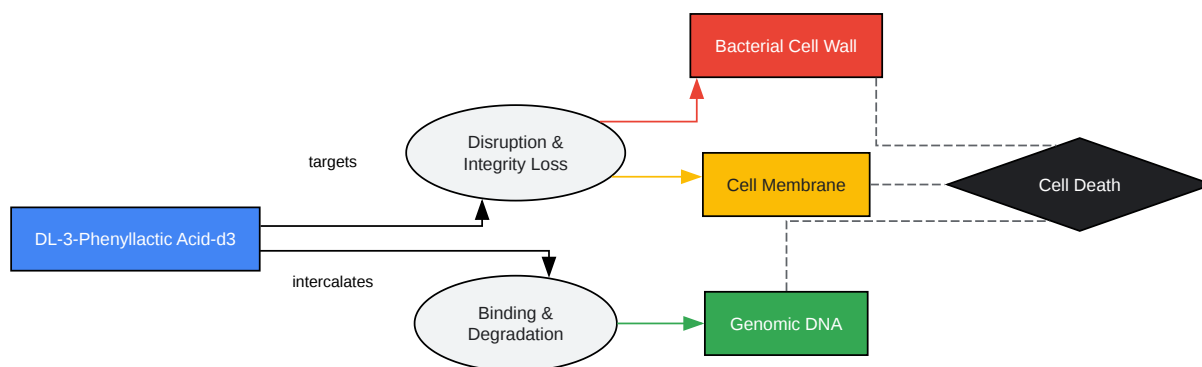 Bacterial Cell Wall
Disruption &
Integrity Loss
targets
Cell Membrane
Cell Death
DL-3-Phenyllactic Acid-d3
intercalates
Binding &
Degradation
Genomic DNA